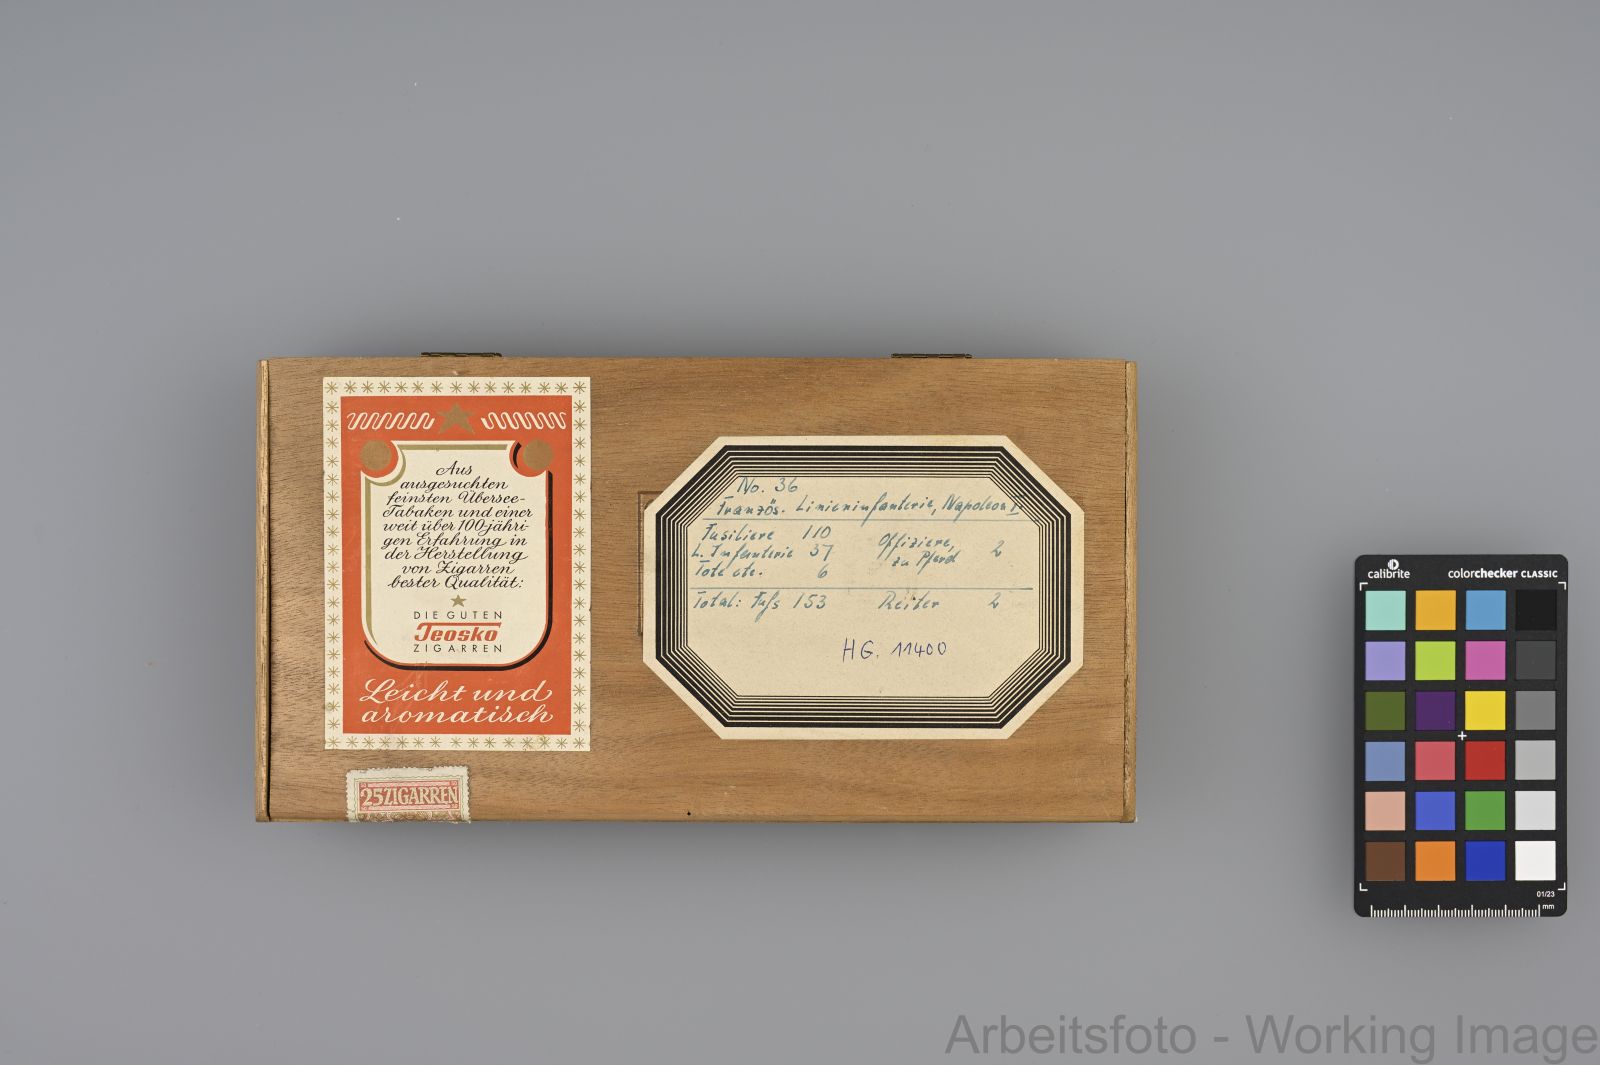 Aus
ausgesuchten
feinsten Übersee-
Tabaken und einer
weit über 100-jähri-
gen Erfahrung in
der Herstellung
von Zigarren
bester Qualität:
DIE GUTEN
Teosko
ZIGARREN
Leicht und
aromatisch
25 ZIGARREN
No. 36
Französ. Linieninfanterie, Napoleon I.
Fusiliere 110
L. Infanterie 37
Tote etc. 6
Offiziere, zu Pferd 2
Total: Fuß 153 Reiter 2
HG. 11400
calibrite
colorchecker CLASSIC
01/23
mm
Arbeitsfoto - Working Image